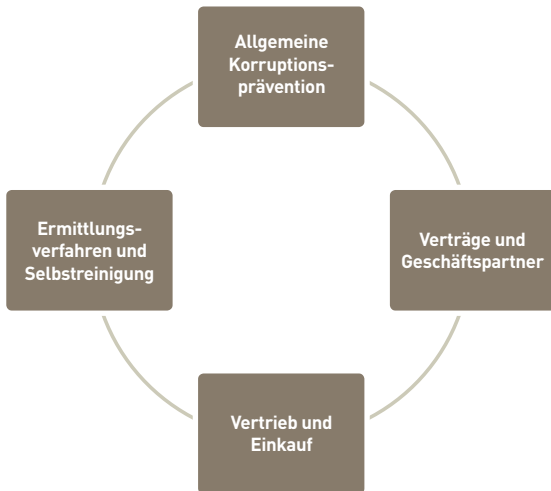 Allgemeine
Korruptions-
prävention
Ermittlungs-
verfahren und
Selbstreinigung
Verträge und
Geschäftspartner
Vertrieb und
Einkauf